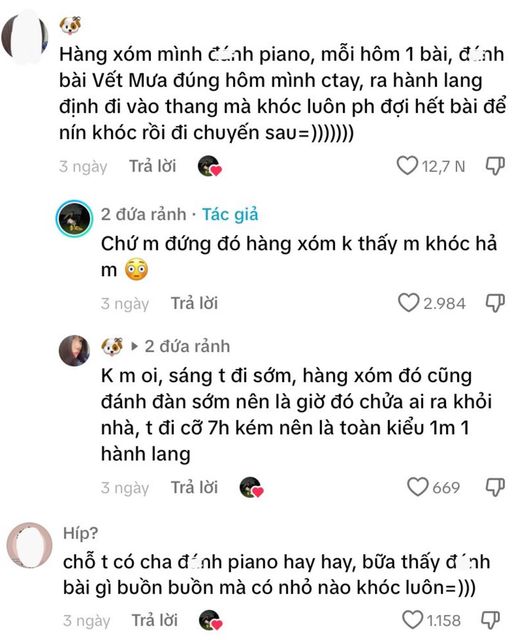 Hàng xóm mình đánh piano, mỗi hôm 1 bài, đánh
bài Vết Mưa đúng hôm mình ctay, ra hành lang
định đi vào thang mà khóc luôn ph đợi hết bài để
nín khóc rồi đi chuyến sau=)))))))
3 ngày Trả lời 12,7 N
2 đứa rảnh · Tác giả
Chứ m đứng đó hàng xóm k thấy m khóc hả
m 😳
3 ngày Trả lời 2.984
2 đứa rảnh
K m oi, sáng t đi sớm, hàng xóm đó cũng
đánh đàn sớm nên là giờ đó chửa ai ra khỏi
nhà, t đi cỡ 7h kém nên là toàn kiểu 1m 1
hành lang
3 ngày Trả lời 669
Híp?
chỗ t có cha đánh piano hay hay, bữa thấy đánh
bài gì buồn buồn mà có nhỏ nào khóc luôn=)))
3 ngày Trả lời 1.158